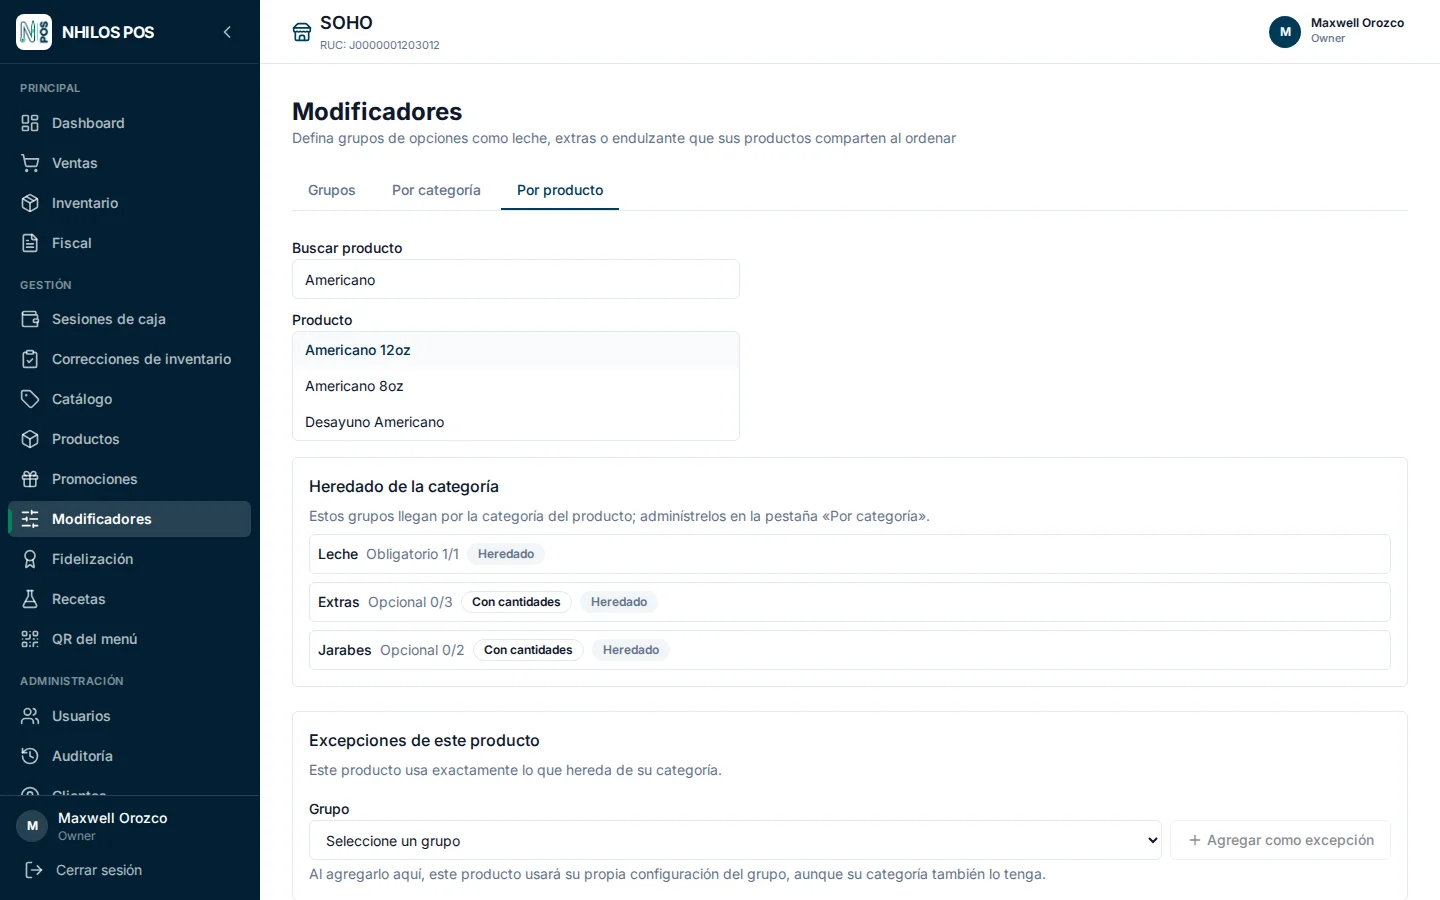 NHILOS POS
PRINCIPAL
Dashboard
Ventas
Inventario
Fiscal
GESTIÓN
Sesiones de caja
Correcciones de inventario
Catálogo
Productos
Promociones
Modificadores
Fidelización
Recetas
QR del menú
ADMINISTRACIÓN
Usuarios
Auditoría
Clientes
M
Maxwell Orozco
Owner
Cerrar sesión
SOHO
RUC: J0000001203012
M
Maxwell Orozco
Owner
Modificadores
Defina grupos de opciones como leche, extras o endulzante que sus productos comparten al ordenar
Grupos Por categoría Por producto
Buscar producto
Americano
Producto
Americano 12oz
Americano 8oz
Desayuno Americano
Heredado de la categoría
Estos grupos llegan por la categoría del producto; adminístrelos en la pestaña «Por categoría».
Leche Obligatorio 1/1 Heredado
Extras Opcional 0/3 Con cantidades Heredado
Jarabes Opcional 0/2 Con cantidades Heredado
Excepciones de este producto
Este producto usa exactamente lo que hereda de su categoría.
Grupo
Seleccione un grupo
+ Agregar como excepción
Al agregarlo aquí, este producto usará su propia configuración del grupo, aunque su categoría también lo tenga.